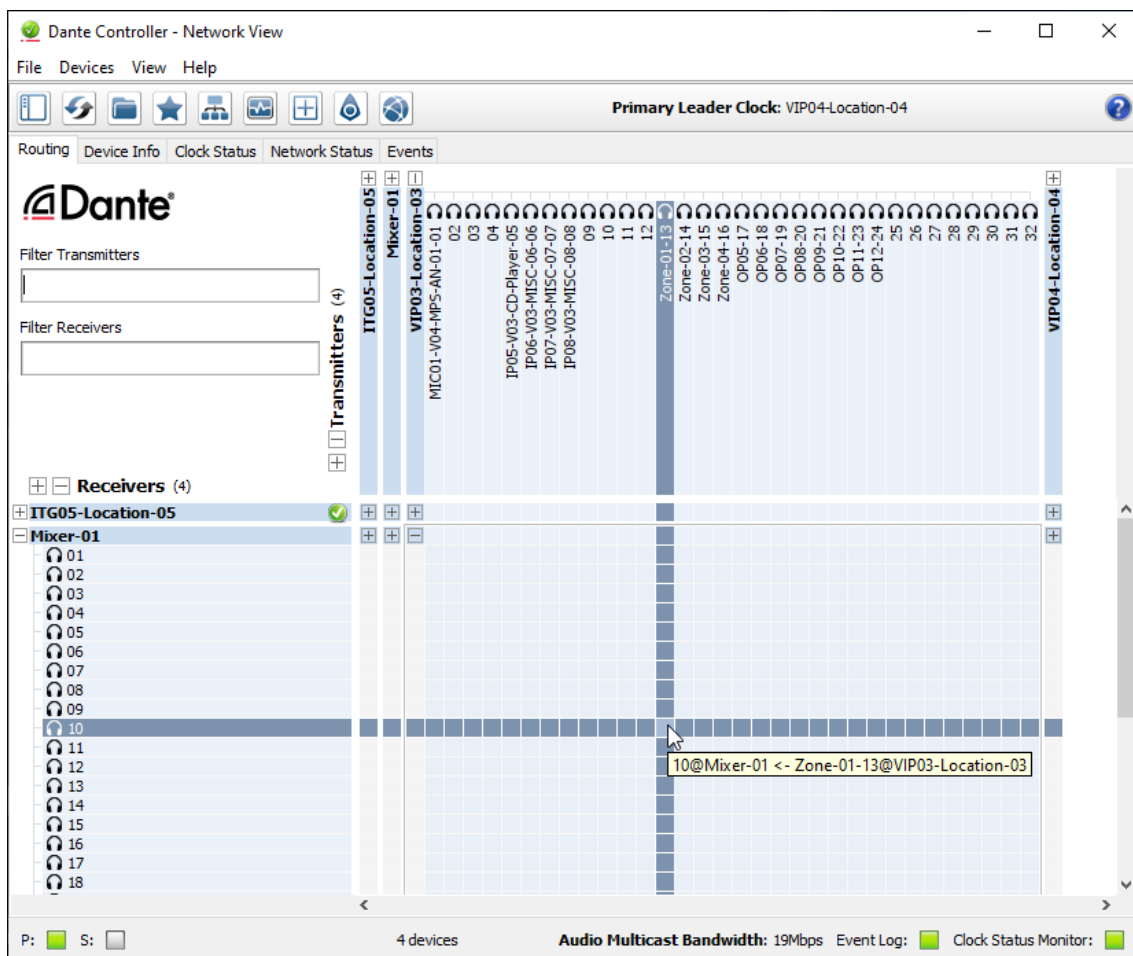 Dante Controller - Network View
File Devices View Help
Primary Leader Clock: VIP04-Location-04
Routing Device Info Clock Status Network Status Events
Dante®
Filter Transmitters
Filter Receivers
Transmitters (4)
ITG05-Location-05
Mixer-01
VIP03-Location-03
MIC01-V04-MPS-AN-01-01
02
03
04
IP05-V03-CD-Player-05
IP06-V03-MISC-06-06
IP07-V03-MISC-07-07
IP08-V03-MISC-08-08
09
10
11
12
Zone-01-13
Zone-02-14
Zone-03-15
Zone-04-16
OP05-17
OP06-18
OP07-19
OP08-20
OP09-21
OP10-22
OP11-23
OP12-24
25
26
27
28
29
30
31
32
VIP04-Location-04
Receivers (4)
ITG05-Location-05
Mixer-01
01
02
03
04
05
06
07
08
09
10
11
12
13
14
15
16
17
18
10@Mixer-01 <- Zone-01-13@VIP03-Location-03
P: S: 4 devices Audio Multicast Bandwidth: 19Mbps Event Log: Clock Status Monitor: